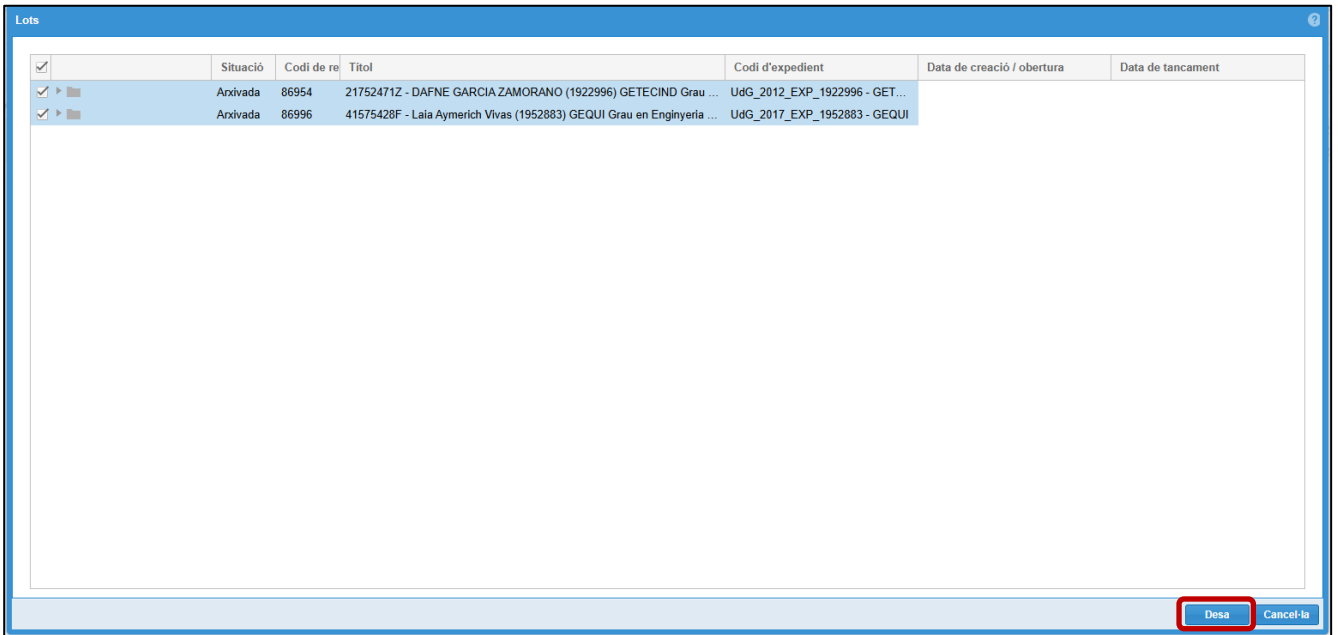 Lots
Situació Codi de re Títol Codi d'expedient Data de creació / obertura Data de tancament
Arxivada 86954 21752471Z - DAFNE GARCIA ZAMORANO (1922996) GETECIND Grau ... UdG_2012_EXP_1922996 - GET...
Arxivada 86996 41575428F - Laia Aymerich Vivas (1952883) GEQUI Grau en Enginyeria ... UdG_2017_EXP_1952883 - GEQUI
Desa Cancel·la